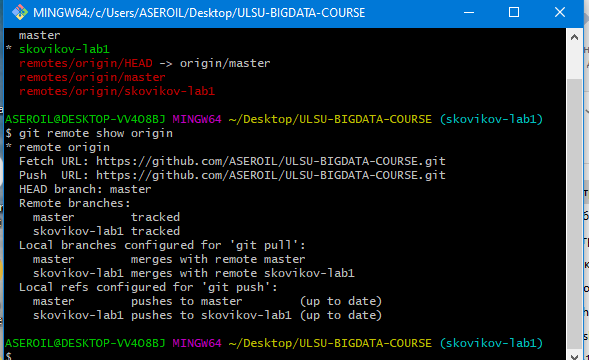 MINGW64:/c/Users/ASEROIL/Desktop/ULSU-BIGDATA-COURSE
  master
* skovikov-lab1
  remotes/origin/HEAD -> origin/master
  remotes/origin/master
  remotes/origin/skovikov-lab1
ASEROIL@DESKTOP-VV4O8BJ MINGW64 ~/Desktop/ULSU-BIGDATA-COURSE (skovikov-lab1)
$ git remote show origin
* remote origin
  Fetch URL: https://github.com/ASEROIL/ULSU-BIGDATA-COURSE.git
  Push  URL: https://github.com/ASEROIL/ULSU-BIGDATA-COURSE.git
  HEAD branch: master
  Remote branches:
    master        tracked
    skovikov-lab1 tracked
  Local branches configured for 'git pull':
    master        merges with remote master
    skovikov-lab1 merges with remote skovikov-lab1
  Local refs configured for 'git push':
    master        pushes to master        (up to date)
    skovikov-lab1 pushes to skovikov-lab1 (up to date)
ASEROIL@DESKTOP-VV4O8BJ MINGW64 ~/Desktop/ULSU-BIGDATA-COURSE (skovikov-lab1)
$